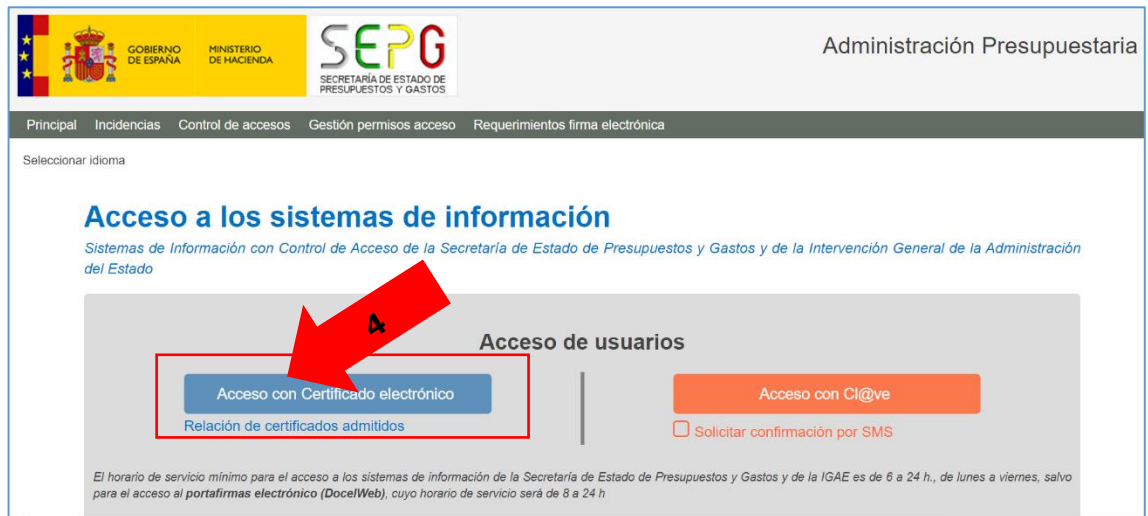 GOBIERNO
DE ESPAÑA
MINISTERIO
DE HACIENDA
SEPG
SECRETARÍA DE ESTADO DE
PRESUPUESTOS Y GASTOS
Administración Presupuestaria
Principal Incidencias Control de accesos Gestión permisos acceso Requerimientos firma electrónica
Seleccionar idioma
Acceso a los sistemas de información
Sistemas de Información con Control de Acceso de la Secretaría de Estado de Presupuestos y Gastos y de la Intervención General de la Administración
del Estado
4
Acceso de usuarios
Acceso con Certificado electrónico
Acceso con Cl@ve
Relación de certificados admitidos
Solicitar confirmación por SMS
El horario de servicio mínimo para el acceso a los sistemas de información de la Secretaría de Estado de Presupuestos y Gastos y de la IGAE es de 6 a 24 h., de lunes a viernes, salvo
para el acceso al portafirmas electrónico (DocelWeb), cuyo horario de servicio será de 8 a 24 h